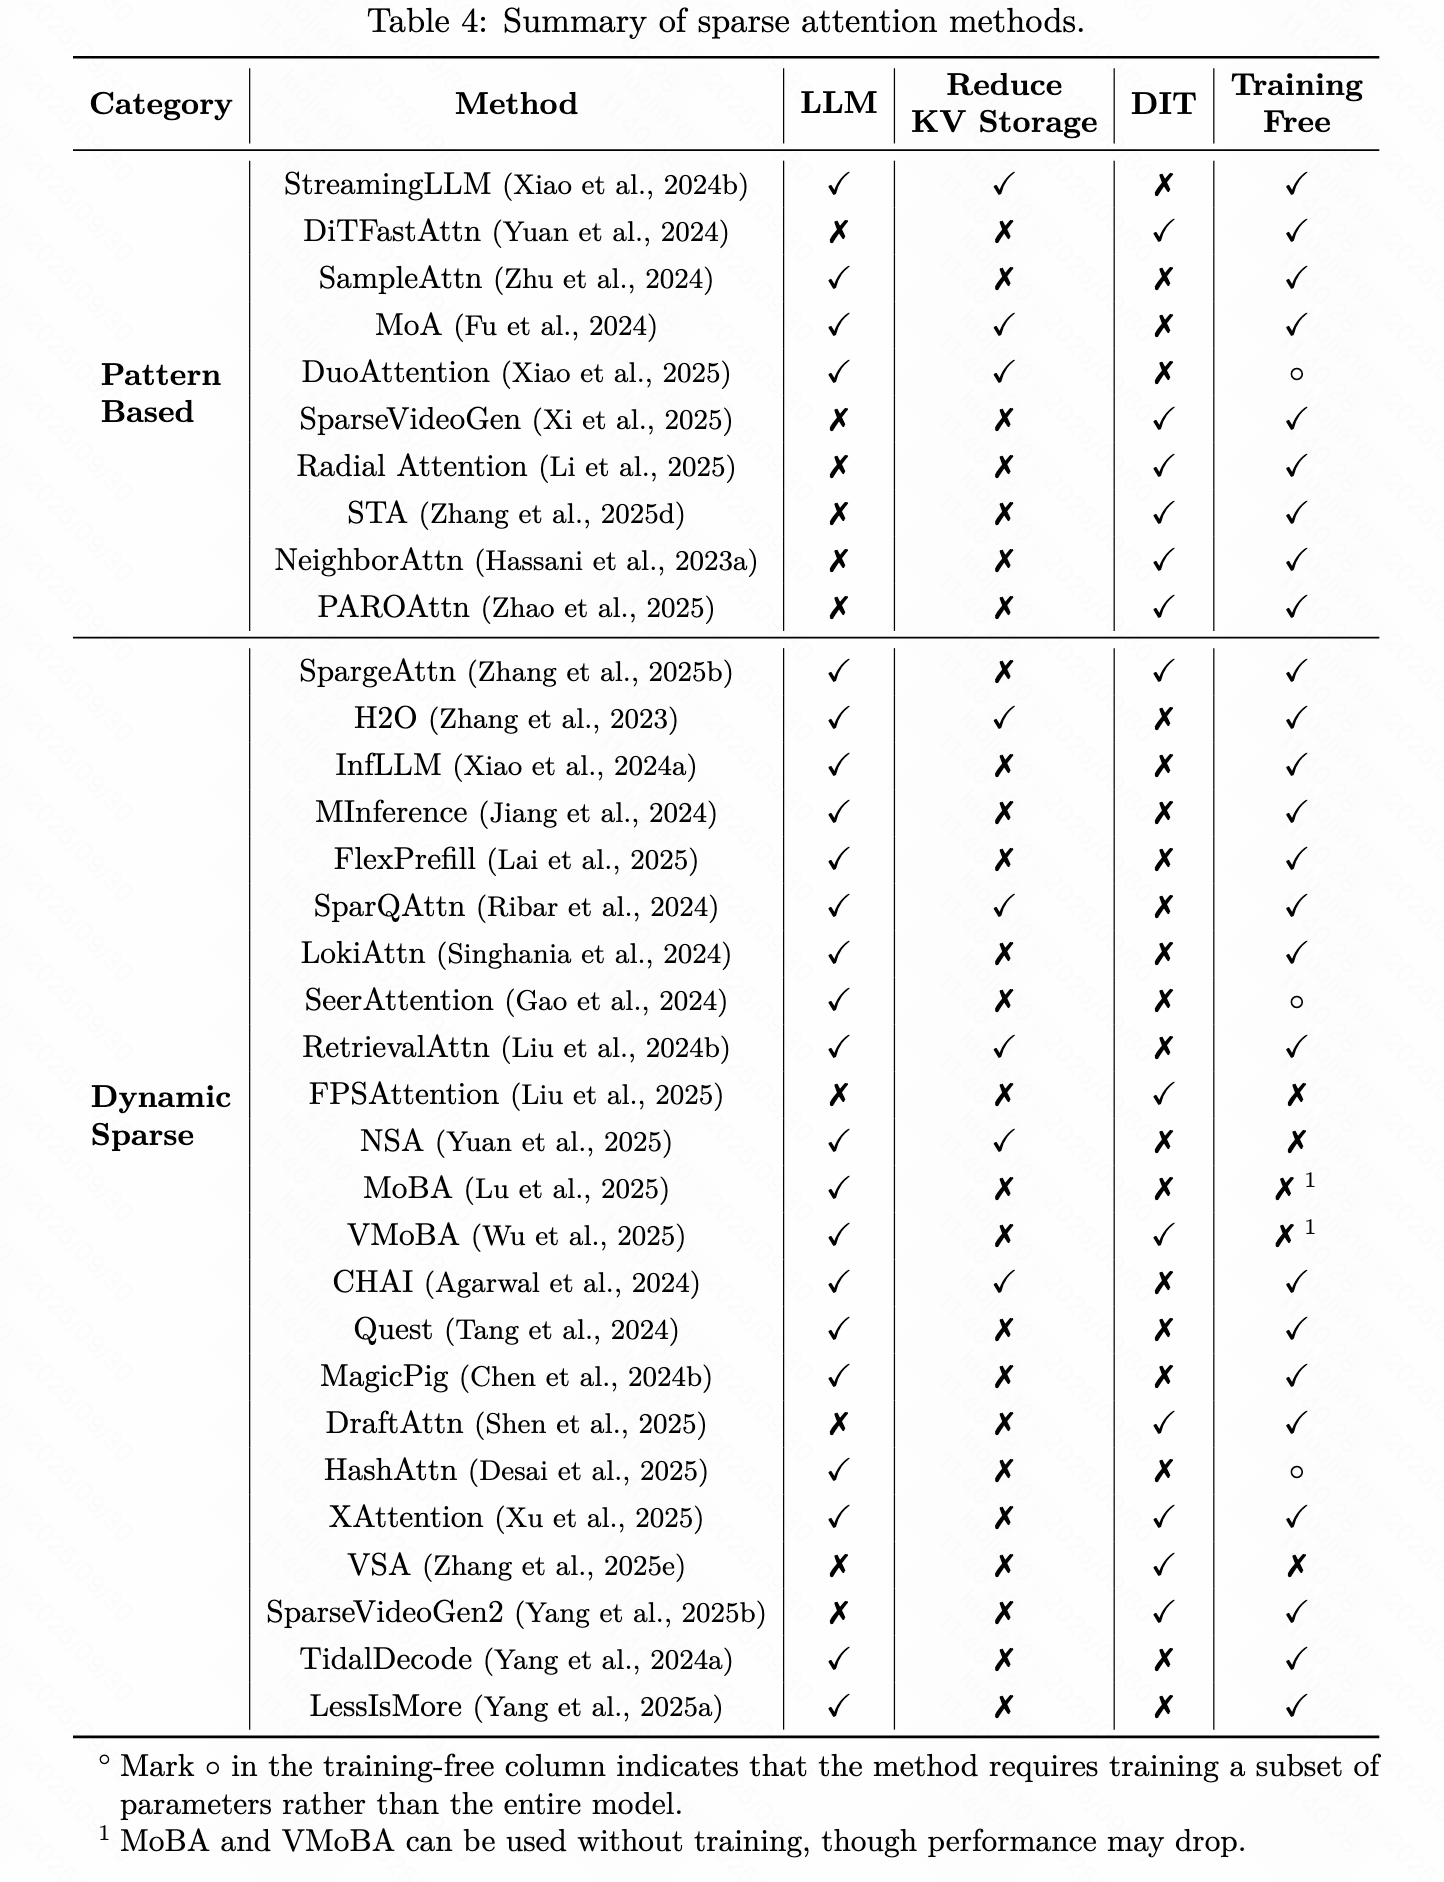 Table 4: Summary of sparse attention methods.
Category Method LLM Reduce KV Storage DIT Training Free
Pattern Based
StreamingLLM (Xiao et al., 2024b) ✓ ✓ ✗ ✓
DiTFastAttn (Yuan et al., 2024) ✗ ✗ ✓ ✓
SampleAttn (Zhu et al., 2024) ✓ ✗ ✗ ✓
MoA (Fu et al., 2024) ✓ ✓ ✗ ✓
DuoAttention (Xiao et al., 2025) ✓ ✓ ✗ ○
SparseVideoGen (Xi et al., 2025) ✗ ✗ ✓ ✓
Radial Attention (Li et al., 2025) ✗ ✗ ✓ ✓
STA (Zhang et al., 2025d) ✗ ✗ ✓ ✓
NeighborAttn (Hassani et al., 2023a) ✗ ✗ ✓ ✓
PAROAttn (Zhao et al., 2025) ✗ ✗ ✓ ✓
Dynamic Sparse
SpargeAttn (Zhang et al., 2025b) ✓ ✗ ✓ ✓
H2O (Zhang et al., 2023) ✓ ✓ ✗ ✓
InfLLM (Xiao et al., 2024a) ✓ ✗ ✗ ✓
MInference (Jiang et al., 2024) ✓ ✗ ✗ ✓
FlexPrefill (Lai et al., 2025) ✓ ✗ ✗ ✓
SparQAttn (Ribar et al., 2024) ✓ ✓ ✗ ✓
LokiAttn (Singhania et al., 2024) ✓ ✗ ✗ ✓
SeerAttention (Gao et al., 2024) ✓ ✗ ✗ ○
RetrievalAttn (Liu et al., 2024b) ✓ ✓ ✗ ✓
FPSAttention (Liu et al., 2025) ✗ ✗ ✓ ✗
NSA (Yuan et al., 2025) ✓ ✓ ✗ ✗
MoBA (Lu et al., 2025) ✓ ✗ ✗ ✗ 1
VMoBA (Wu et al., 2025) ✓ ✗ ✓ ✗ 1
CHAI (Agarwal et al., 2024) ✓ ✓ ✗ ✓
Quest (Tang et al., 2024) ✓ ✗ ✗ ✓
MagicPig (Chen et al., 2024b) ✓ ✗ ✗ ✓
DraftAttn (Shen et al., 2025) ✗ ✗ ✓ ✓
HashAttn (Desai et al., 2025) ✓ ✗ ✗ ○
XAttention (Xu et al., 2025) ✓ ✗ ✓ ✓
VSA (Zhang et al., 2025e) ✗ ✗ ✓ ✗
SparseVideoGen2 (Yang et al., 2025b) ✗ ✗ ✓ ✓
TidalDecode (Yang et al., 2024a) ✓ ✗ ✗ ✓
LessIsMore (Yang et al., 2025a) ✓ ✗ ✗ ✓
○ Mark ○ in the training-free column indicates that the method requires training a subset of
parameters rather than the entire model.
1 MoBA and VMoBA can be used without training, though performance may drop.